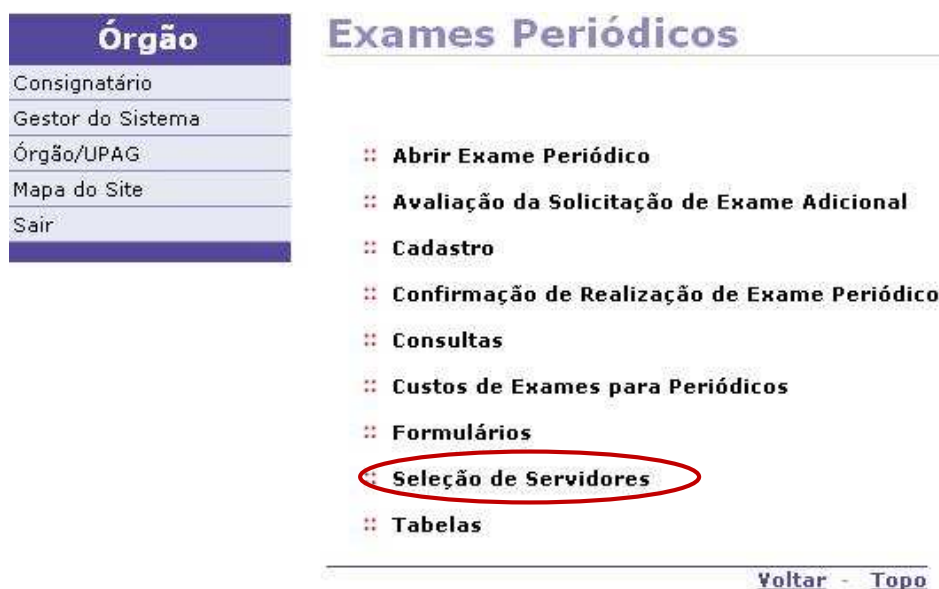 Órgão
Consignatário
Gestor do Sistema
Órgão/UPAG
Mapa do Site
Sair
Exames Periódicos
:: Abrir Exame Periódico
:: Avaliação da Solicitação de Exame Adicional
:: Cadastro
:: Confirmação de Realização de Exame Periódico
:: Consultas
:: Custos de Exames para Periódicos
:: Formulários
:: Seleção de Servidores
:: Tabelas
Voltar - Topo